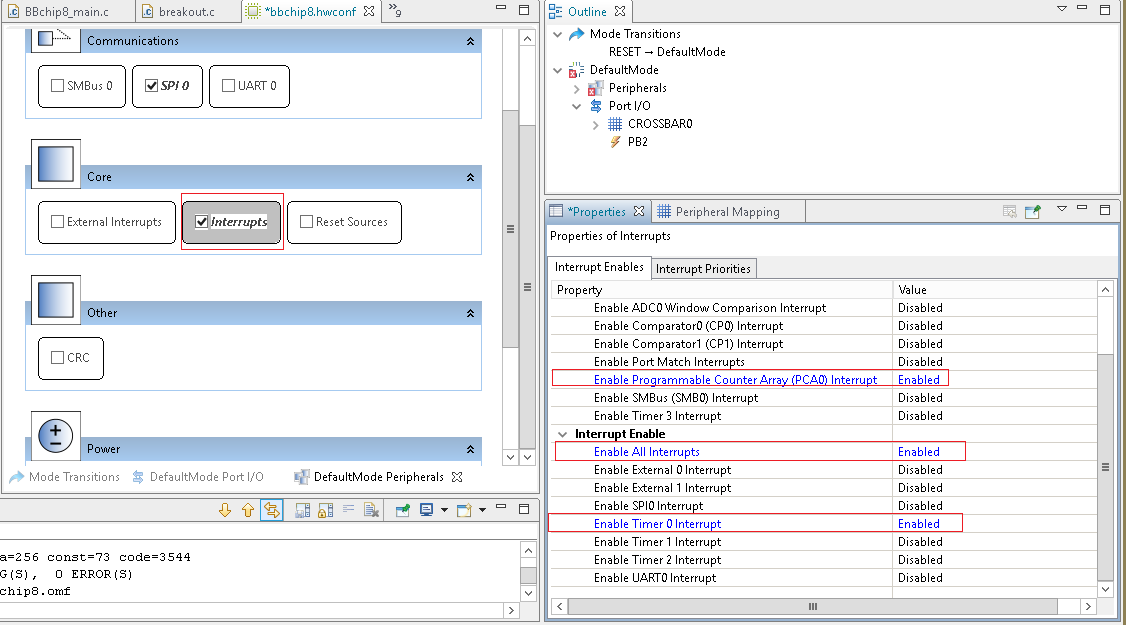 BBchip8_main.c
breakout.c
*bbchip8.hwconf
»9
Communications
SMBus 0
SPI 0
UART 0
Core
External Interrupts
Interrupts
Reset Sources
Other
CRC
Power
Mode Transitions
DefaultMode Port I/O
DefaultMode Peripherals
a=256 const=73 code=3544
G(S),  0 ERROR(S)
chip8.omf
Outline
Mode Transitions
RESET → DefaultMode
DefaultMode
Peripherals
Port I/O
CROSSBAR0
PB2
*Properties
Peripheral Mapping
Properties of Interrupts
Interrupt Enables
Interrupt Priorities
Property Value
Enable ADC0 Window Comparison Interrupt Disabled
Enable Comparator0 (CP0) Interrupt Disabled
Enable Comparator1 (CP1) Interrupt Disabled
Enable Port Match Interrupts Disabled
Enable Programmable Counter Array (PCA0) Interrupt Enabled
Enable SMBus (SMB0) Interrupt Disabled
Enable Timer 3 Interrupt Disabled
Interrupt Enable
Enable All Interrupts Enabled
Enable External 0 Interrupt Disabled
Enable External 1 Interrupt Disabled
Enable SPI0 Interrupt Disabled
Enable Timer 0 Interrupt Enabled
Enable Timer 1 Interrupt Disabled
Enable Timer 2 Interrupt Disabled
Enable UART0 Interrupt Disabled